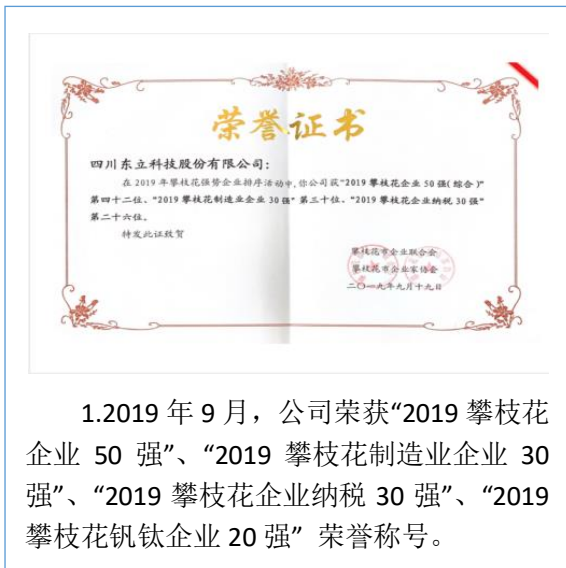 荣誉证书
四川东立科技股份有限公司：
在2019年攀枝花强势企业排序活动中，你公司获“2019攀枝花企业50强(综合)”
第四十二位、“2019攀枝花制造业企业30强”第三十位、“2019攀枝花企业纳税30强”
第二十六位。
特发此证致贺
攀枝花市企业联合会
攀枝花市企业家协会
二〇一九年九月十九日
1.2019 年 9 月，公司荣获“2019 攀枝花
企业 50 强”、“2019 攀枝花制造业企业 30
强”、“2019 攀枝花企业纳税 30 强”、“2019
攀枝花钒钛企业 20 强” 荣誉称号。